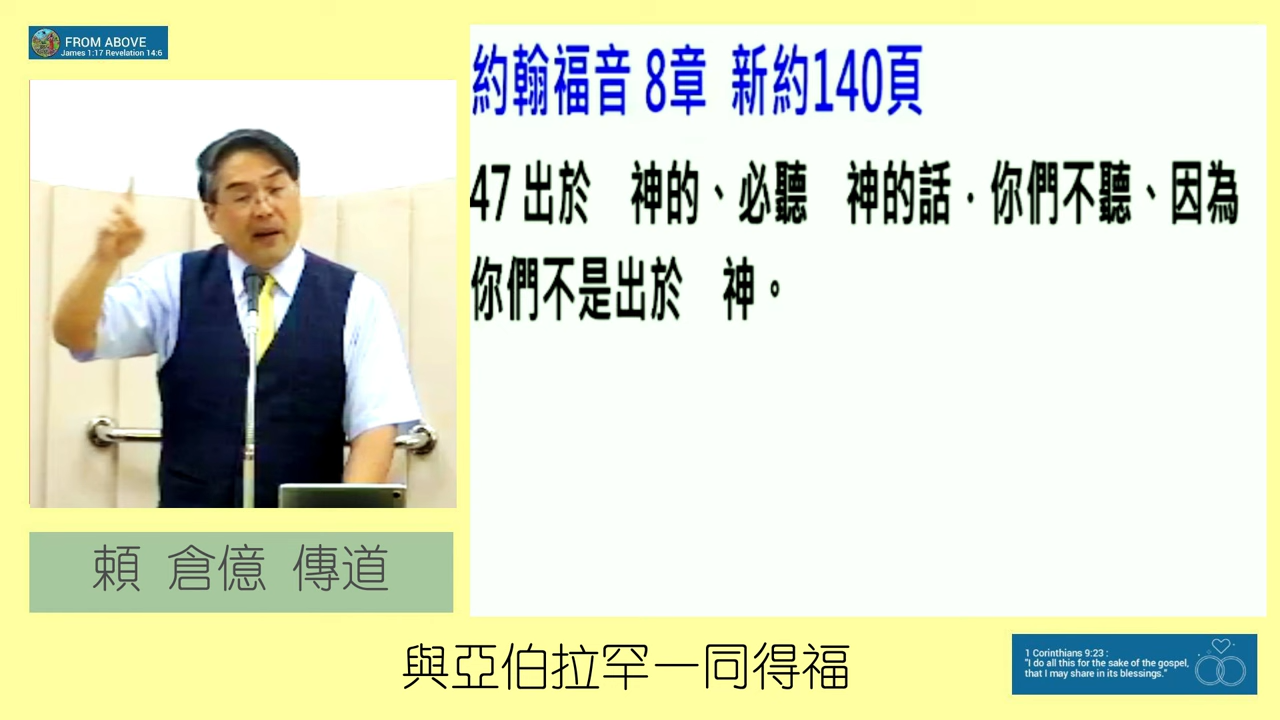 FROM ABOVE
James 1:17 Revelation 14:6
約翰福音 8章 新約140頁
47 出於　神的、必聽　神的話．你們不聽、因為
你們不是出於　神。
賴 倉億 傳道
與亞伯拉罕一同得福
1 Corinthians 9:23 :
"I do all this for the sake of the gospel,
that I may share in its blessings."